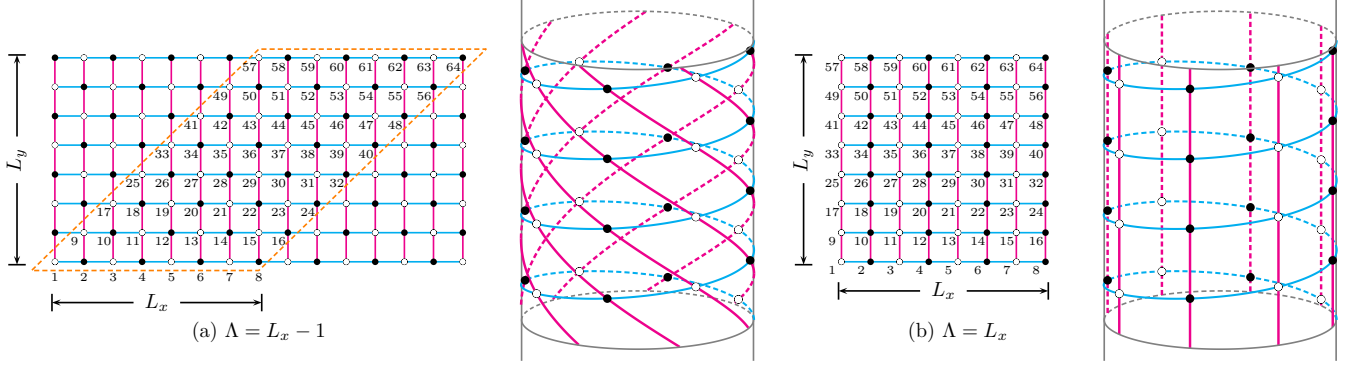 57 58 59 60 61 62 63 64
49 50 51 52 53 54 55 56
41 42 43 44 45 46 47 48
33 34 35 36 37 38 39 40
25 26 27 28 29 30 31 32
17 18 19 20 21 22 23 24
9 10 11 12 13 14 15 16
1 2 3 4 5 6 7 8
L_y
L_x
(a) Λ = L_x − 1
57 58 59 60 61 62 63 64
49 50 51 52 53 54 55 56
41 42 43 44 45 46 47 48
33 34 35 36 37 38 39 40
25 26 27 28 29 30 31 32
17 18 19 20 21 22 23 24
9 10 11 12 13 14 15 16
1 2 3 4 5 6 7 8
L_y
L_x
(b) Λ = L_x